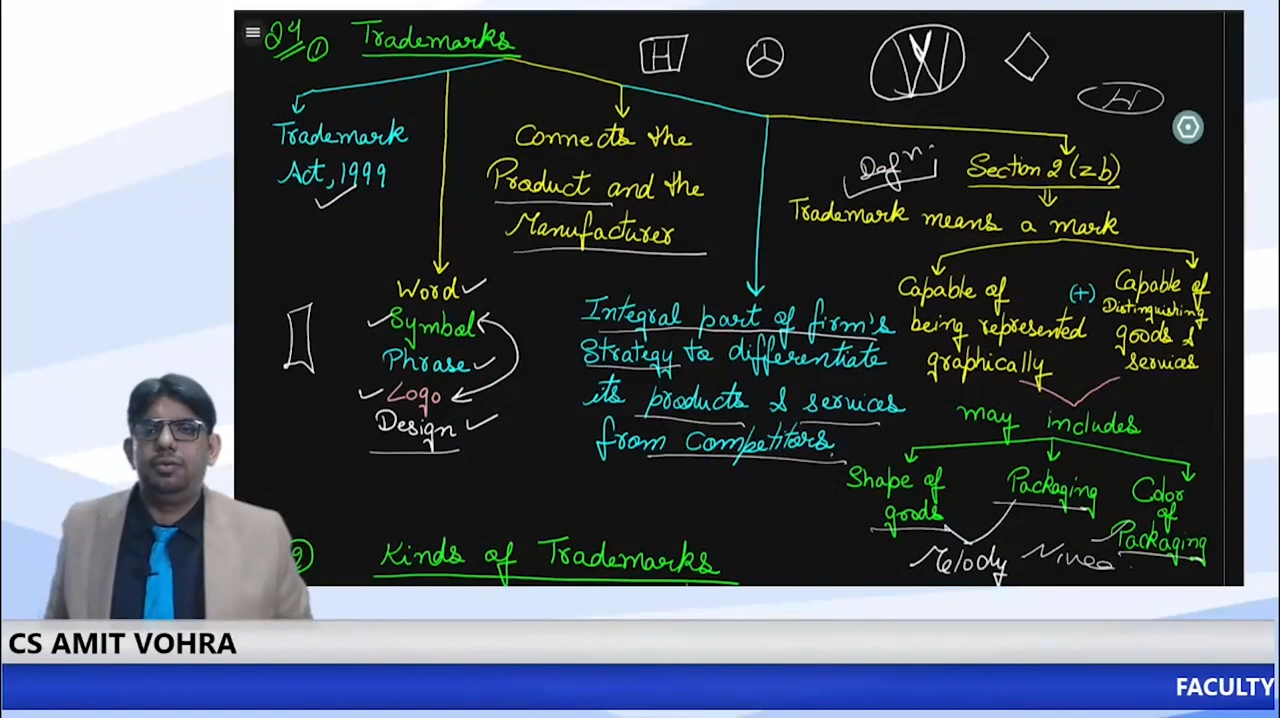 24
①
Trademarks
H
H
Trademark
Act, 1999
Connects the
Product and the
Manufacturer
Word
Symbol
Phrase
Logo
Design
Integral part of firm's
Strategy to differentiate
its products & services
from competitors.
Defn:
Section 2 (zb)
Trademark means a mark
Capable of
being represented
graphically
(+)
Capable of
Distinguishing
goods &
services
may includes
Shape of
goods
Packaging
Color
of
Packaging
Melody
Nivea
② Kinds of Trademarks
CS AMIT VOHRA
FACULTY